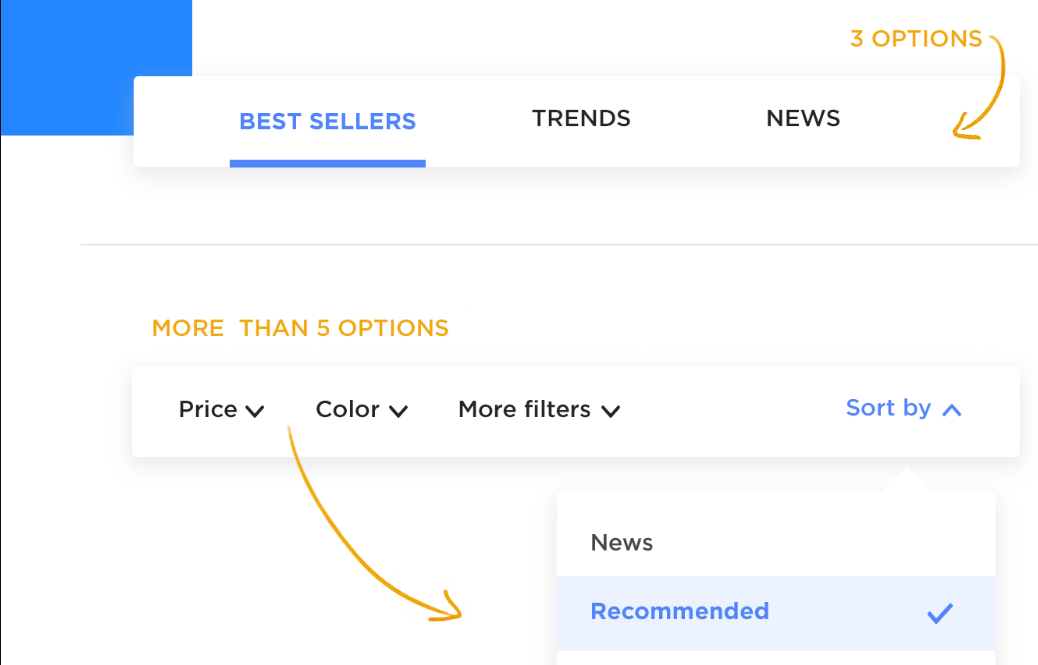 3 OPTIONS
BEST SELLERS TRENDS NEWS
MORE THAN 5 OPTIONS
Price Color More filters Sort by
News
Recommended